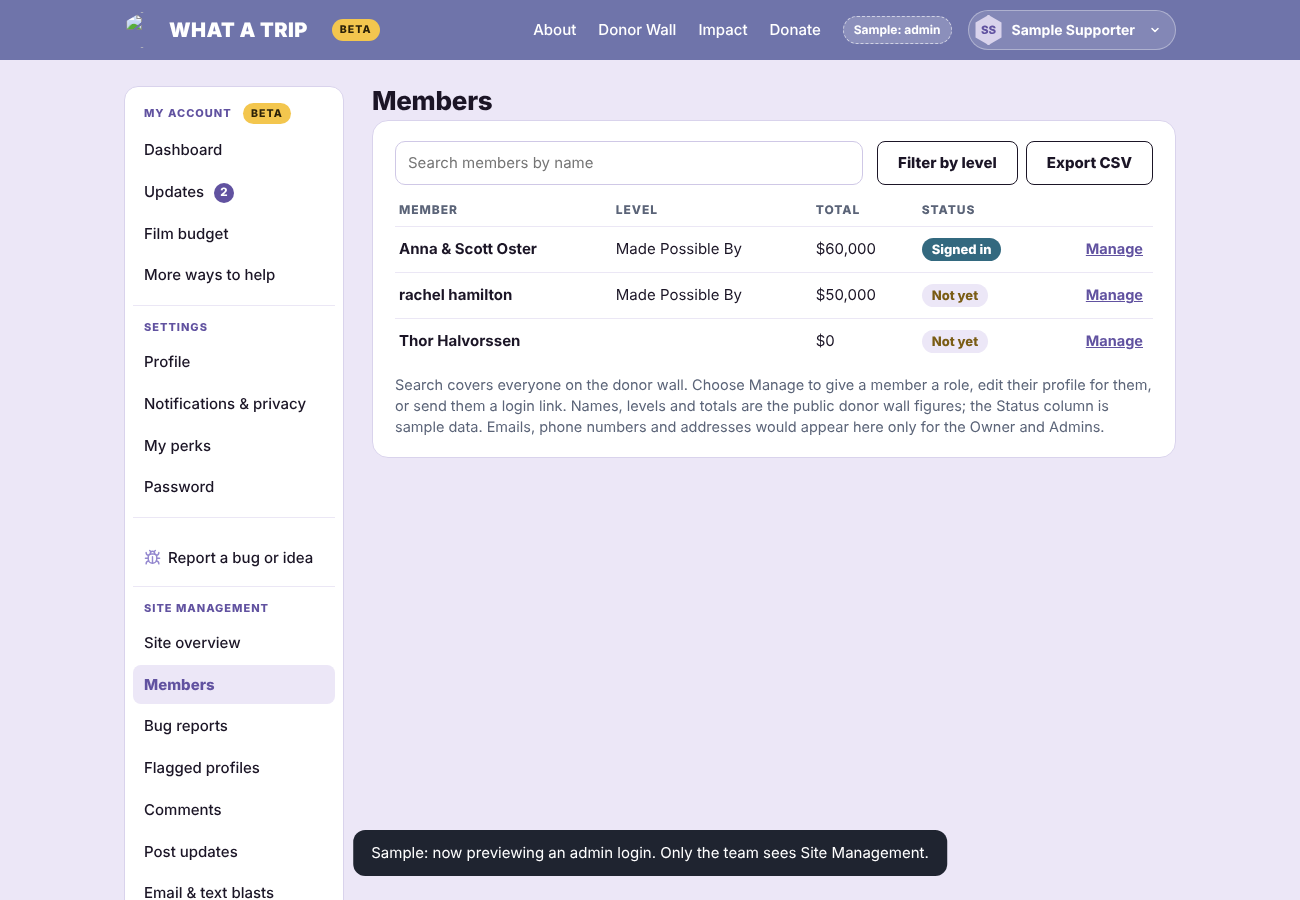 WHAT A TRIP BETA About Donor Wall Impact Donate Sample: admin SS Sample Supporter
MY ACCOUNT BETA
Dashboard
Updates 2
Film budget
More ways to help
SETTINGS
Profile
Notifications & privacy
My perks
Password
Report a bug or idea
SITE MANAGEMENT
Site overview
Members
Bug reports
Flagged profiles
Comments
Post updates
Email & text blasts
Members
Search members by name Filter by level Export CSV
MEMBER LEVEL TOTAL STATUS
Anna & Scott Oster Made Possible By $60,000 Signed in Manage
rachel hamilton Made Possible By $50,000 Not yet Manage
Thor Halvorssen $0 Not yet Manage
Search covers everyone on the donor wall. Choose Manage to give a member a role, edit their profile for them,
or send them a login link. Names, levels and totals are the public donor wall figures; the Status column is
sample data. Emails, phone numbers and addresses would appear here only for the Owner and Admins.
Sample: now previewing an admin login. Only the team sees Site Management.